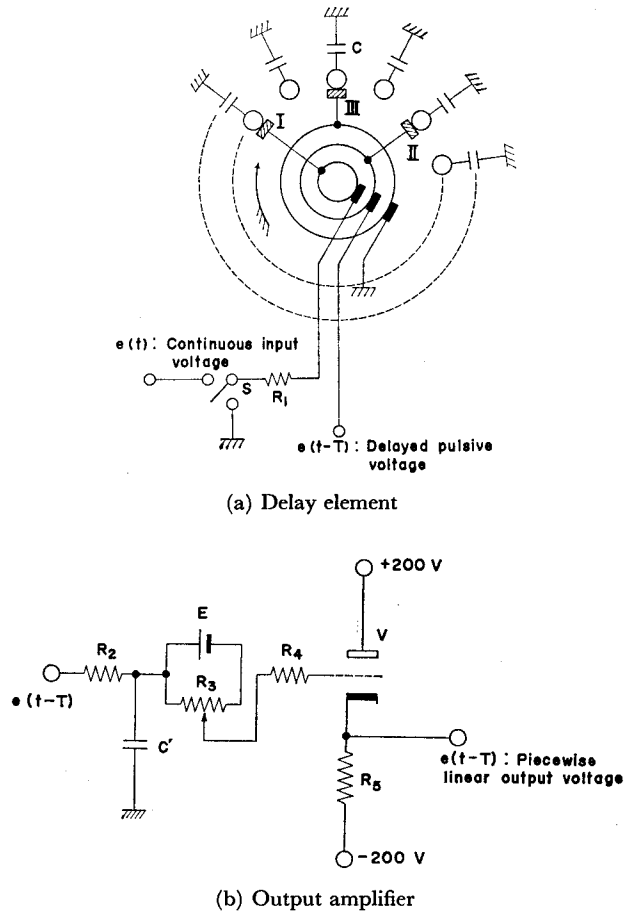 C
III
I
II
e(t): Continuous input
voltage
S
R₁
e(t-T): Delayed pulsive
voltage
(a) Delay element
+200 V
E
V
R₂
R₄
R₃
e(t-T)
C'
e(t-T): Piecewise
linear output voltage
R₅
-200 V
(b) Output amplifier